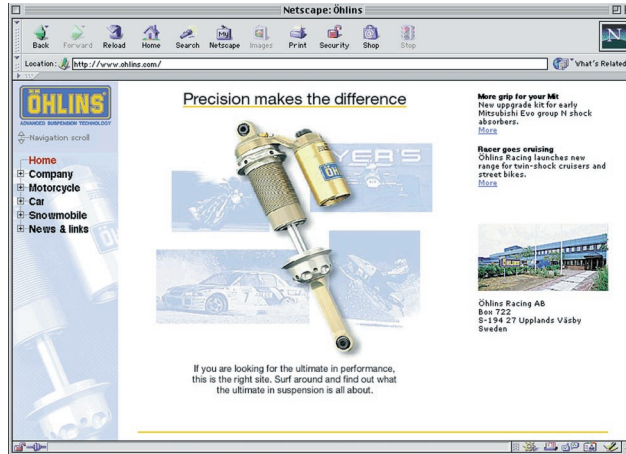 Netscape: Öhlins
Back Forward Reload Home Search Netscape Images Print Security Shop Stop
Location: http://www.ohlins.com/ What's Related
ÖHLINS
ADVANCED SUSPENSION TECHNOLOGY
Navigation scroll
Home
Company
Motorcycle
Car
Snowmobile
News & links
Precision makes the difference
YER'S
ÖHLINS
7
If you are looking for the ultimate in performance,
this is the right site. Surf around and find out what
the ultimate in suspension is all about.
More grip for your Mit
New uppgrade kit for early
Mitsubishi Evo group N shock
absorbers.
More
Racer goes cruising
Öhlins Racing launches new
range for twin-shock cruisers and
street bikes.
More
Öhlins Racing AB
Box 722
S-194 27 Upplands Väsby
Sweden